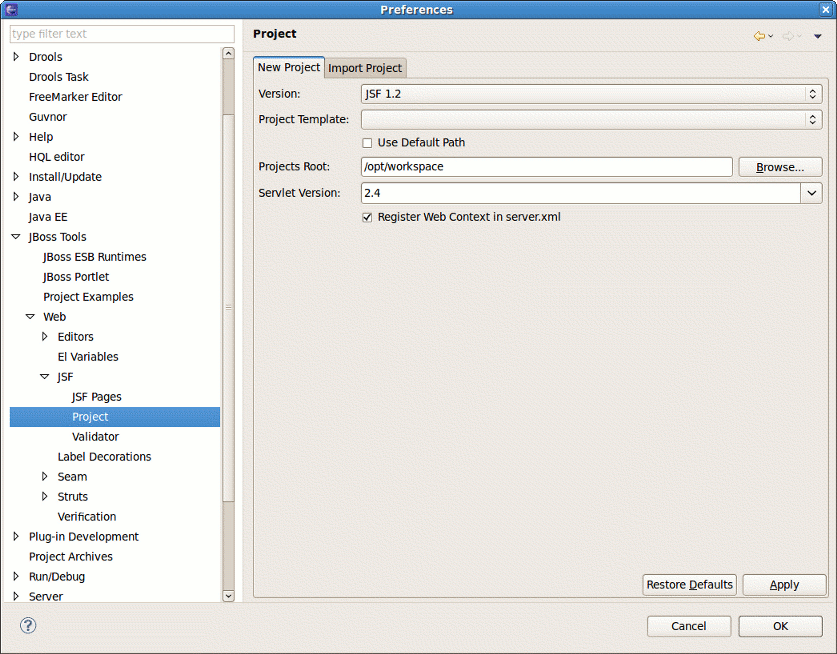 Preferences
type filter text
Drools
Drools Task
FreeMarker Editor
Guvnor
Help
HQL editor
Install/Update
Java
Java EE
JBoss Tools
JBoss ESB Runtimes
JBoss Portlet
Project Examples
Web
Editors
El Variables
JSF
JSF Pages
Project
Validator
Label Decorations
Seam
Struts
Verification
Plug-in Development
Project Archives
Run/Debug
Server
Project
New Project Import Project
Version: JSF 1.2
Project Template:
Use Default Path
Projects Root: /opt/workspace Browse...
Servlet Version: 2.4
Register Web Context in server.xml
Restore Defaults Apply
? Cancel OK